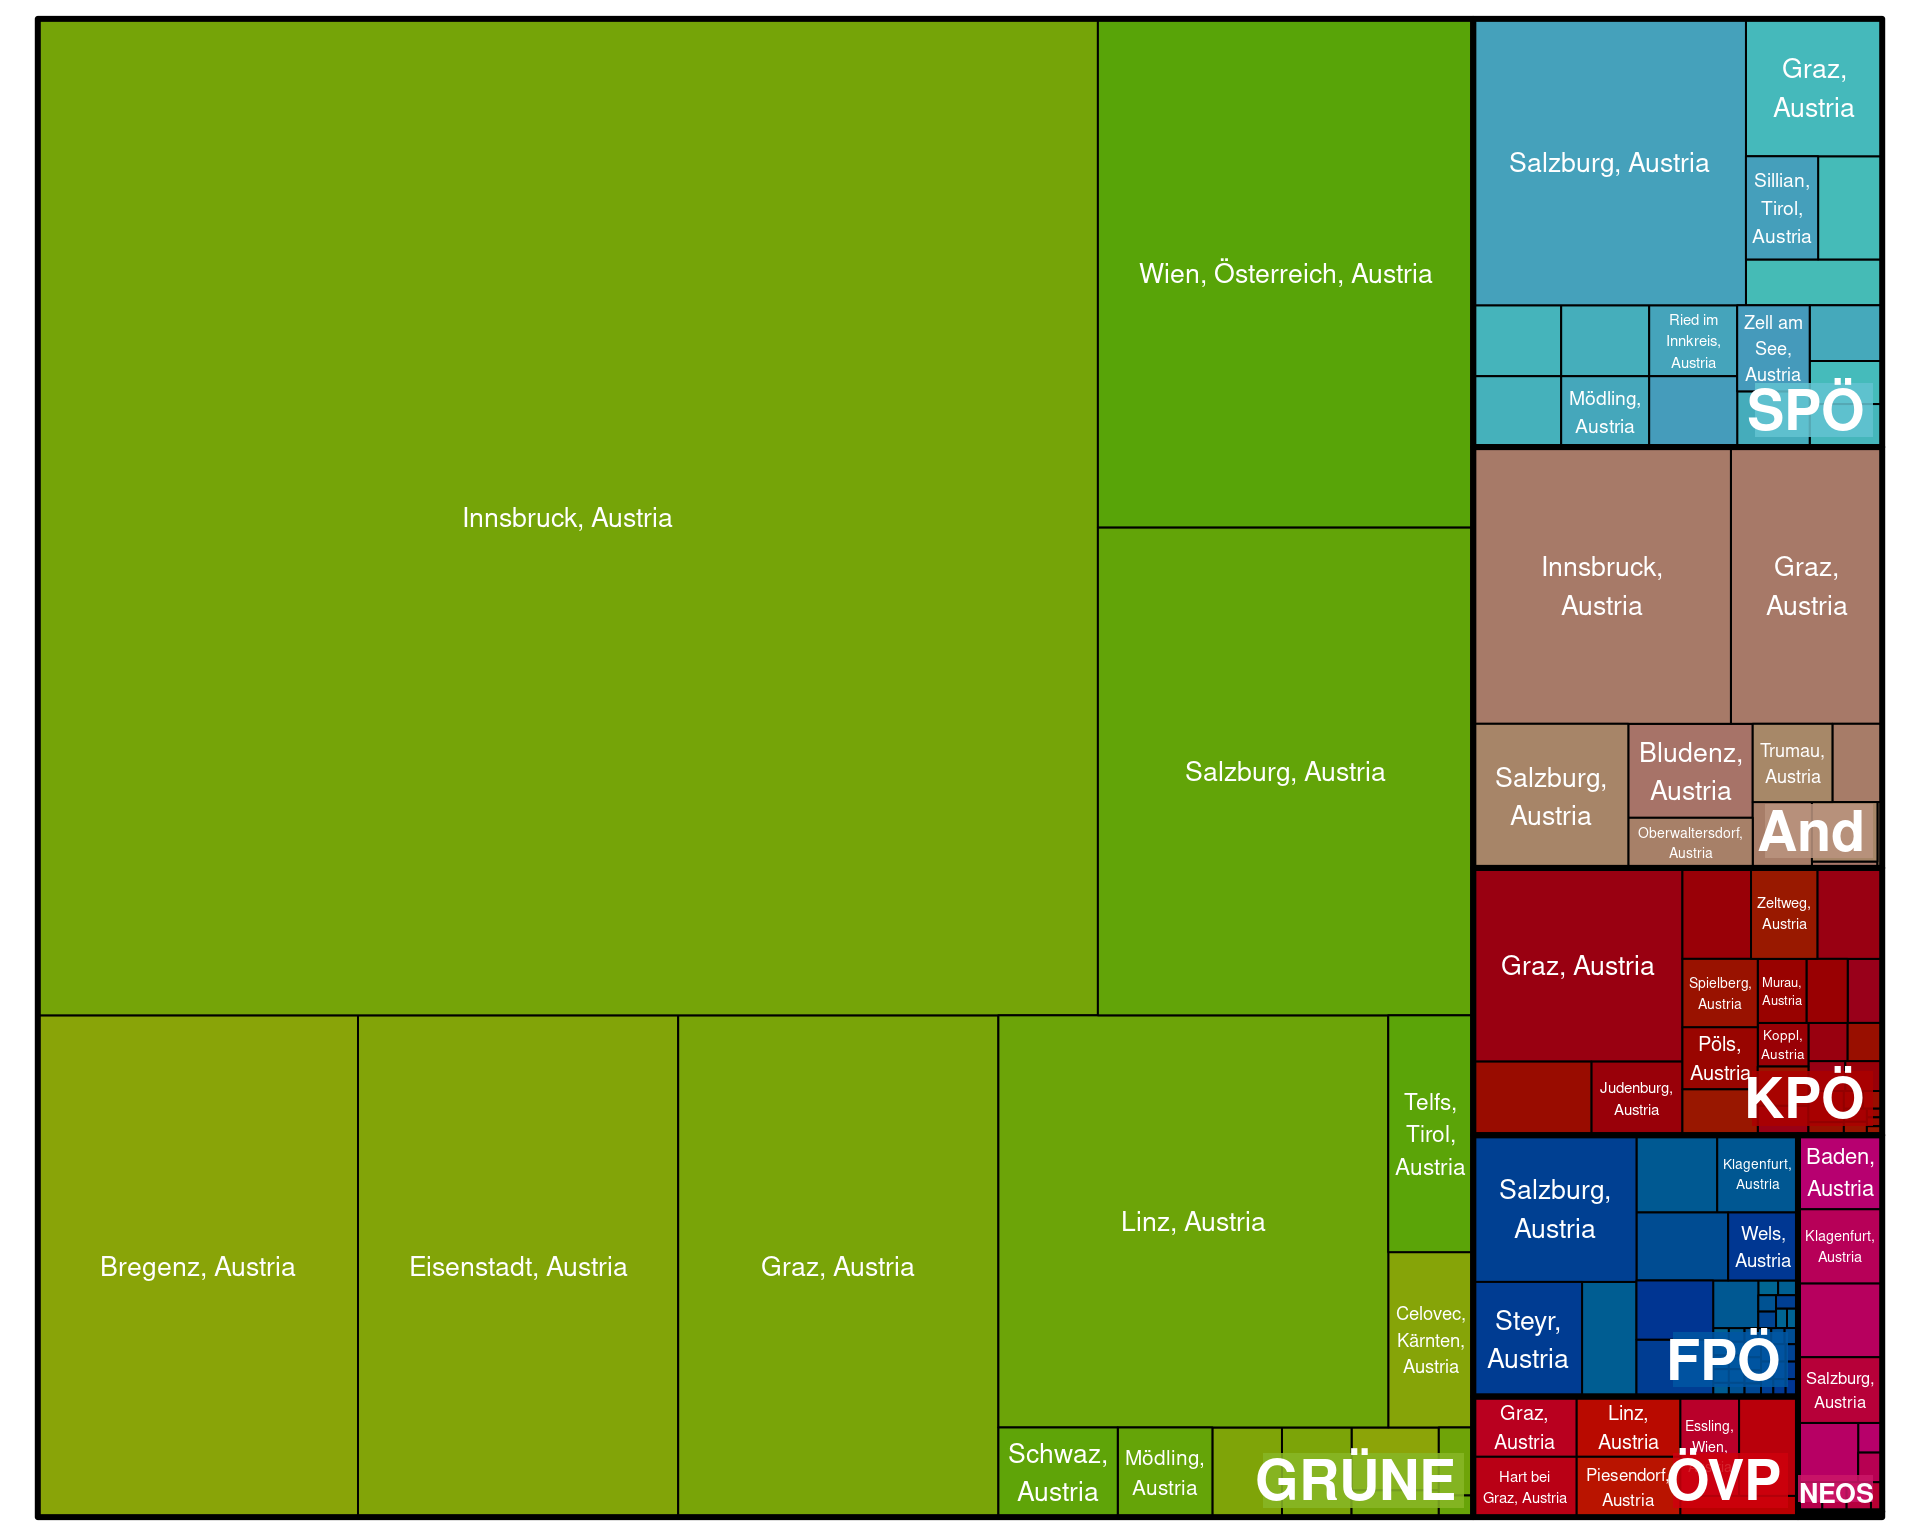 Innsbruck, Austria
Wien, Österreich, Austria
Salzburg, Austria
Bregenz, Austria
Eisenstadt, Austria
Graz, Austria
Linz, Austria
Telfs,
Tirol,
Austria
Celovec,
Kärnten,
Austria
Schwaz,
Austria
Mödling,
Austria
GRÜNE
Salzburg, Austria
Graz,
Austria
Sillian,
Tirol,
Austria
Ried im
Innkreis,
Austria
Zell am
See,
Austria
Mödling,
Austria
SPÖ
Innsbruck,
Austria
Graz,
Austria
Salzburg,
Austria
Bludenz,
Austria
Trumau,
Austria
Oberwaltersdorf,
Austria
And
Graz, Austria
Zeltweg,
Austria
Spielberg,
Austria
Murau,
Austria
Pöls,
Austria
Koppl,
Austria
Judenburg,
Austria
KPÖ
Salzburg,
Austria
Klagenfurt,
Austria
Wels,
Austria
Steyr,
Austria
FPÖ
Baden,
Austria
Klagenfurt,
Austria
Salzburg,
Austria
NEOS
Graz,
Austria
Linz,
Austria
Essling,
Wien,
Hart bei
Graz, Austria
Piesendorf,
Austria
ÖVP